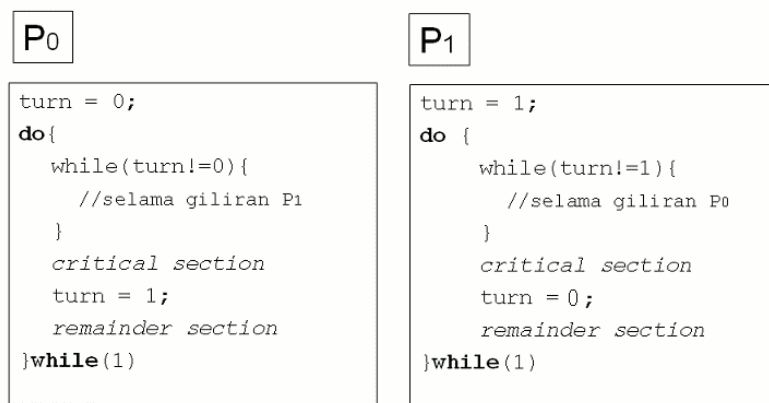 P0
turn = 0;
do{
while(turn!=0){
//selama giliran P1
}
critical section
turn = 1;
remainder section
}while(1)
P1
turn = 1;
do {
while(turn!=1){
//selama giliran P0
}
critical section
turn = 0;
remainder section
}while(1)